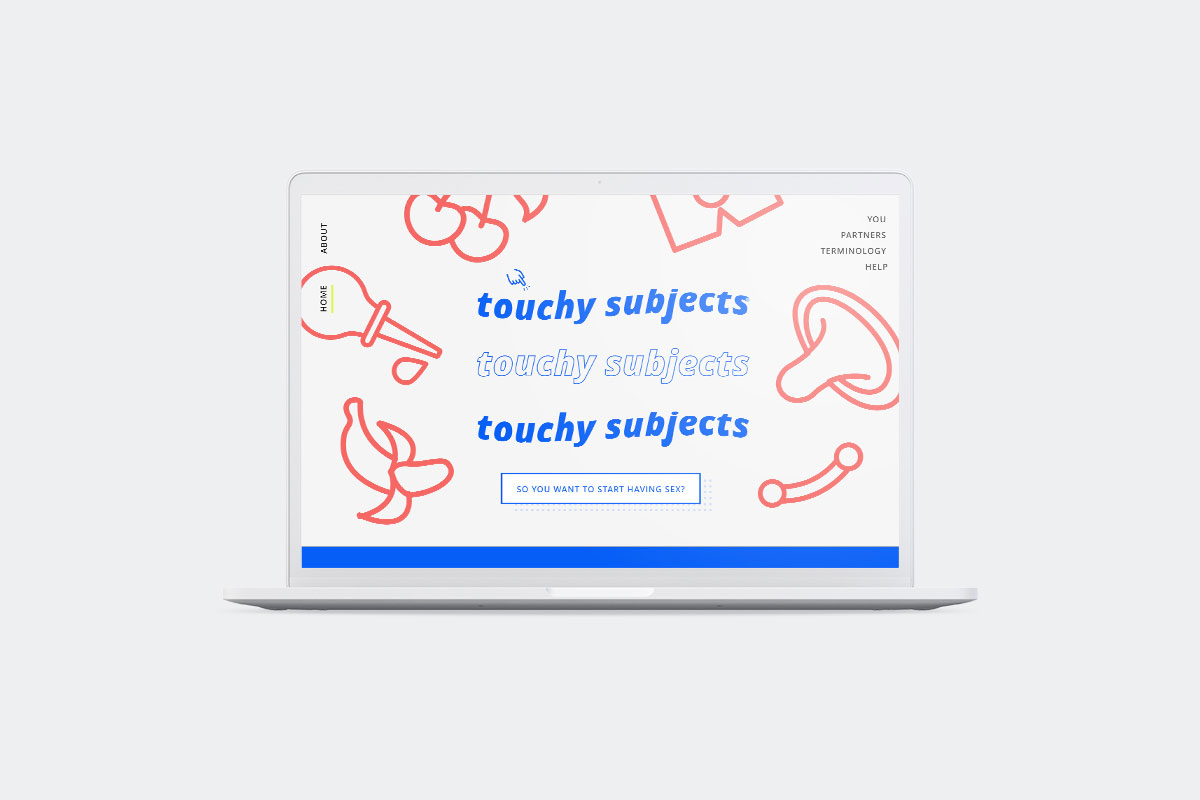 ABOUT
HOME
YOU
PARTNERS
TERMINOLOGY
HELP
touchy subjects
touchy subjects
touchy subjects
SO YOU WANT TO START HAVING SEX?